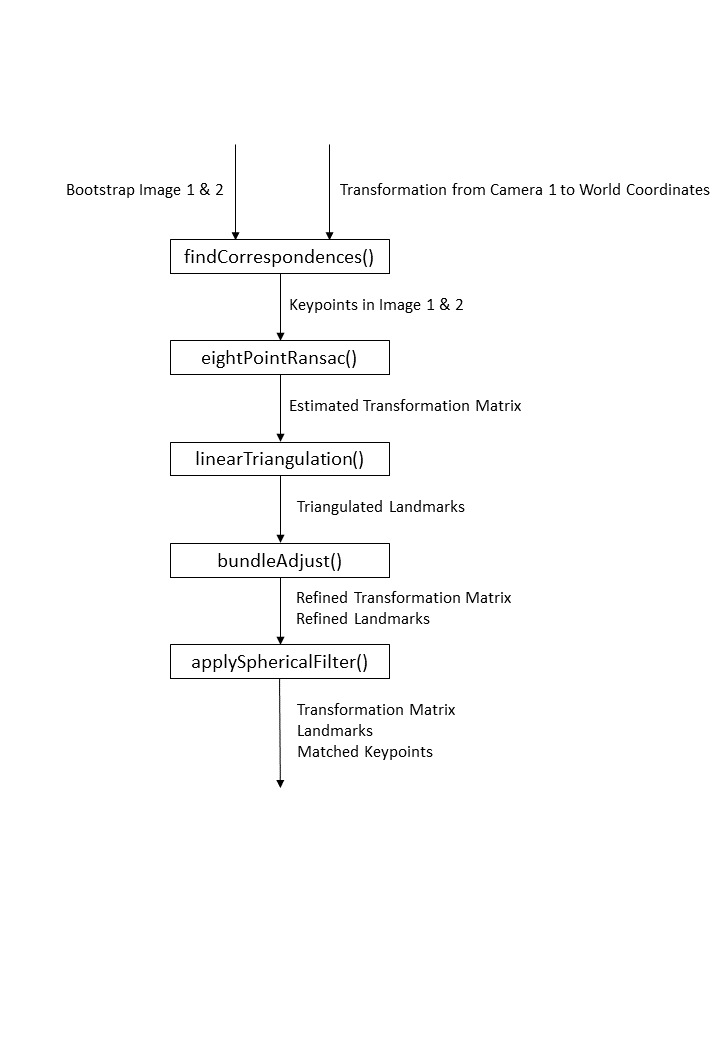 Bootstrap Image 1 & 2
Transformation from Camera 1 to World Coordinates
findCorrespondences()
Keypoints in Image 1 & 2
eightPointRansac()
Estimated Transformation Matrix
linearTriangulation()
Triangulated Landmarks
bundleAdjust()
Refined Transformation Matrix
Refined Landmarks
applySphericalFilter()
Transformation Matrix
Landmarks
Matched Keypoints